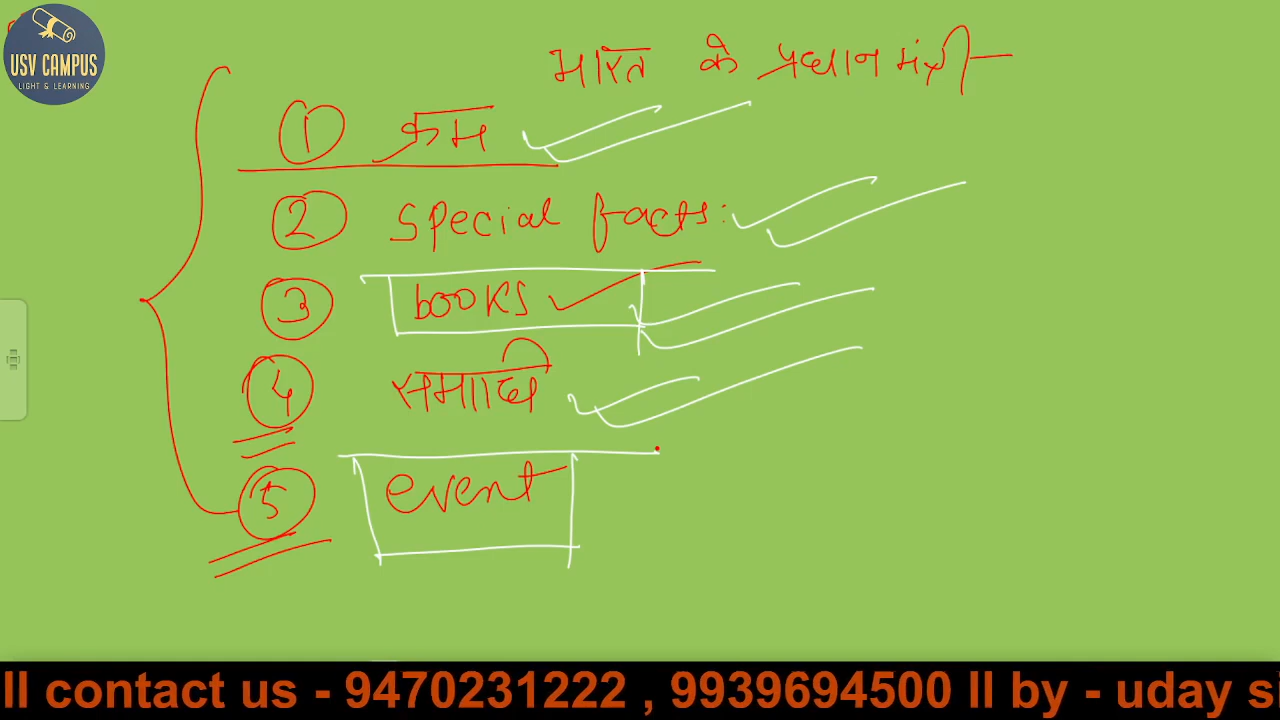 USV CAMPUS
LIGHT & LEARNING
भारत के प्रधान मंत्री -
1 क्रम
2 special facts:
3 books
4 समाधि
5 event
ll contact us - 9470231222 , 9939694500 ll by - uday si